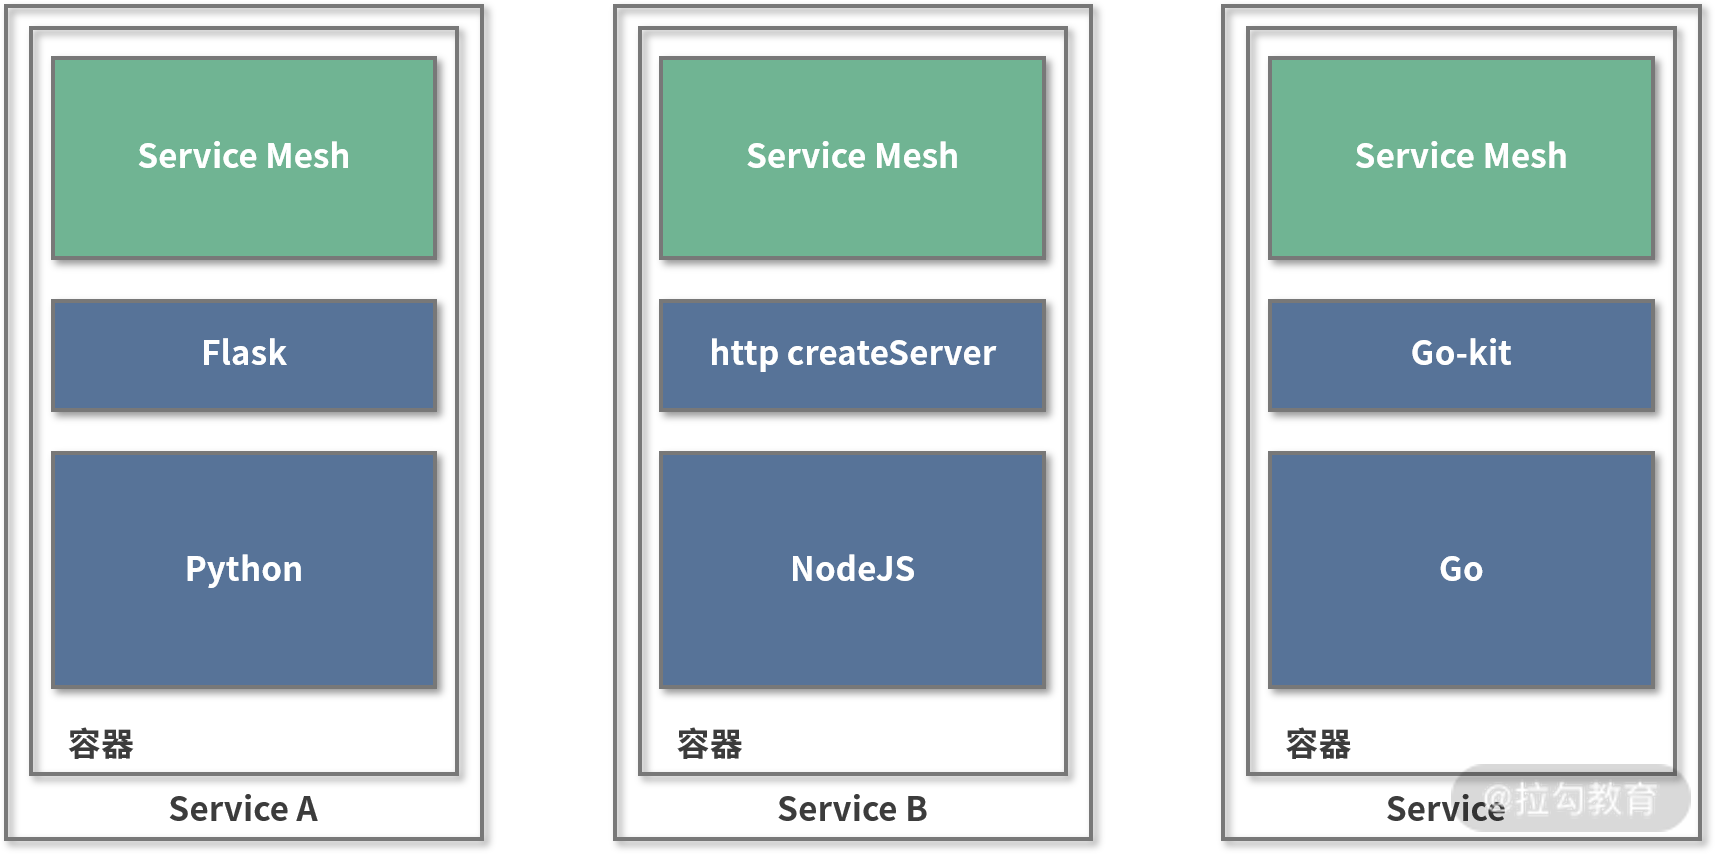 Service Mesh
Flask
Python
容器
Service A
Service Mesh
http createServer
NodeJS
容器
Service B
Service Mesh
Go-kit
Go
容器
Service
@拉勾教育